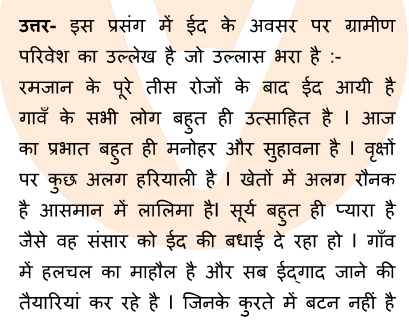 उत्तर- इस प्रसंग में ईद के अवसर पर ग्रामीण
परिवेश का उल्लेख है जो उल्लास भरा है :-
रमजान के पूरे तीस रोजों के बाद ईद आयी है
गावँ के सभी लोग बहुत ही उत्साहित है I आज
का प्रभात बहुत ही मनोहर और सुहावना है I वृक्षों
पर कुछ अलग हरियाली है I खेतों में अलग रौनक
है आसमान में लालिमा है। सूर्य बहुत ही प्यारा है
जैसे वह संसार को ईद की बधाई दे रहा हो I गाँव
में हलचल का माहौल है और सब ईद्गाद जाने की
तैयारियां कर रहे है I जिनके कुरते में बटन नहीं है